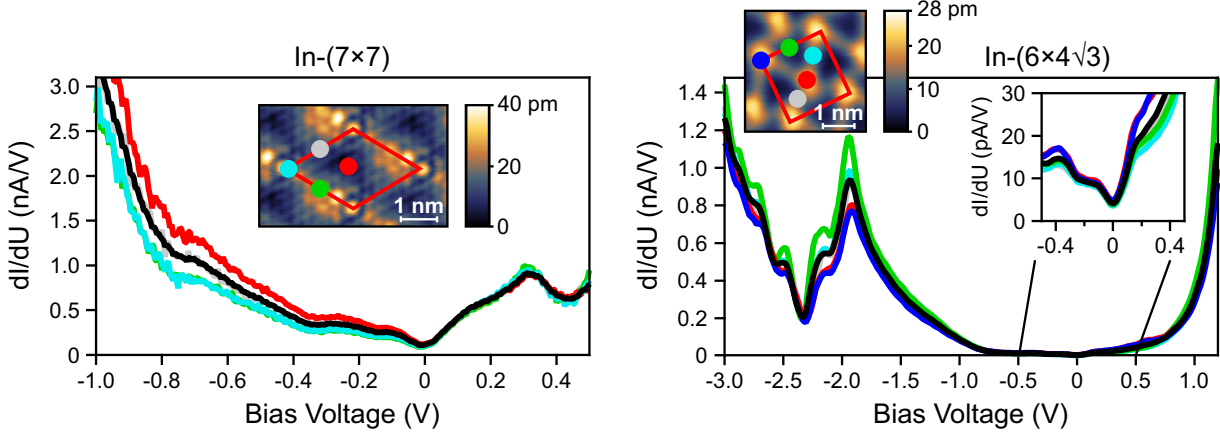 In-(7×7)
3.0
2.5
2.0
1.5
1.0
0.5
0
dI/dU (nA/V)
-1.0 -0.8 -0.6 -0.4 -0.2 0 0.2 0.4
Bias Voltage (V)
40 pm
20
0
1 nm
In-(6×4√3)
1.4
1.2
1.0
0.8
0.6
0.4
0.2
0
dI/dU (nA/V)
-3.0 -2.5 -2.0 -1.5 -1.0 -0.5 0 0.5 1.0
Bias Voltage (V)
28 pm
20
10
0
1 nm
30
20
10
0
dI/dU (pA/V)
-0.4 0 0.4